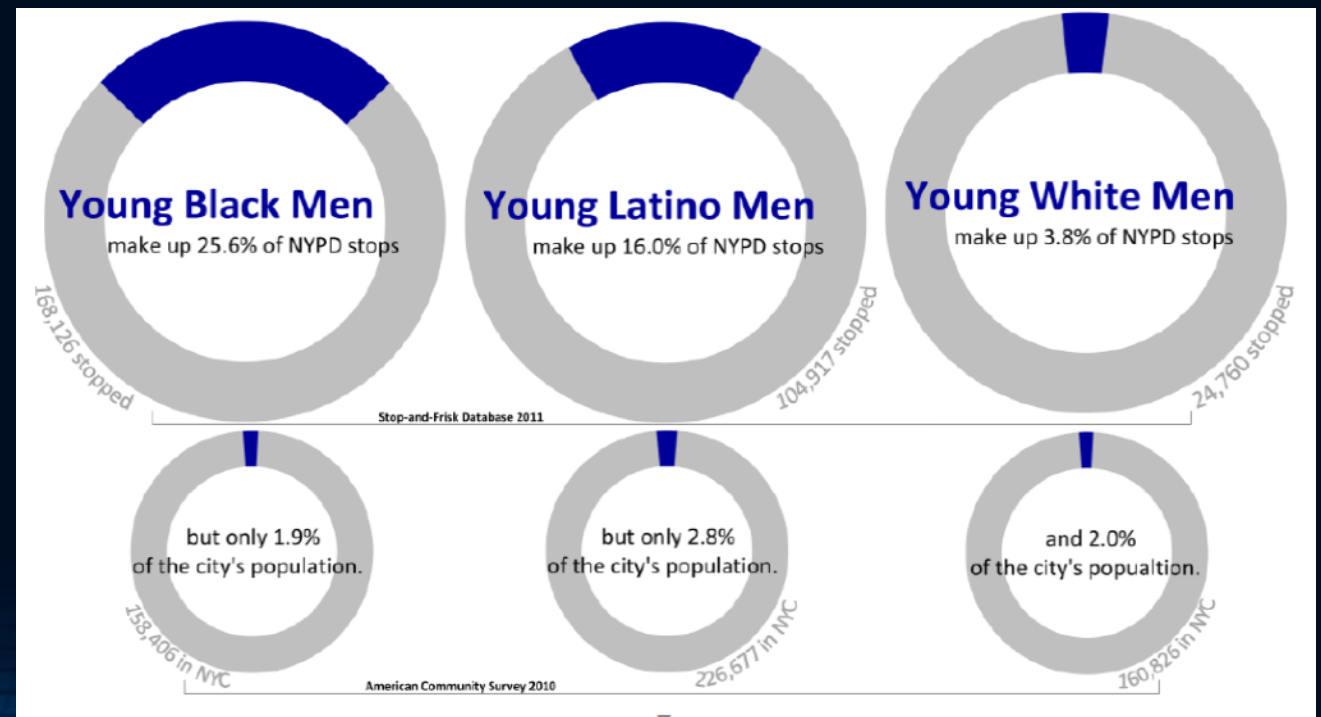 Young Black Men
make up 25.6% of NYPD stops
168,126 stopped
Young Latino Men
make up 16.0% of NYPD stops
104,917 stopped
Young White Men
make up 3.8% of NYPD stops
24,760 stopped
Stop-and-Frisk Database 2011
but only 1.9%
of the city's population.
158,406 in NYC
but only 2.8%
of the city's population.
226,677 in NYC
and 2.0%
of the city's popualtion.
160,826 in NYC
American Community Survey 2010